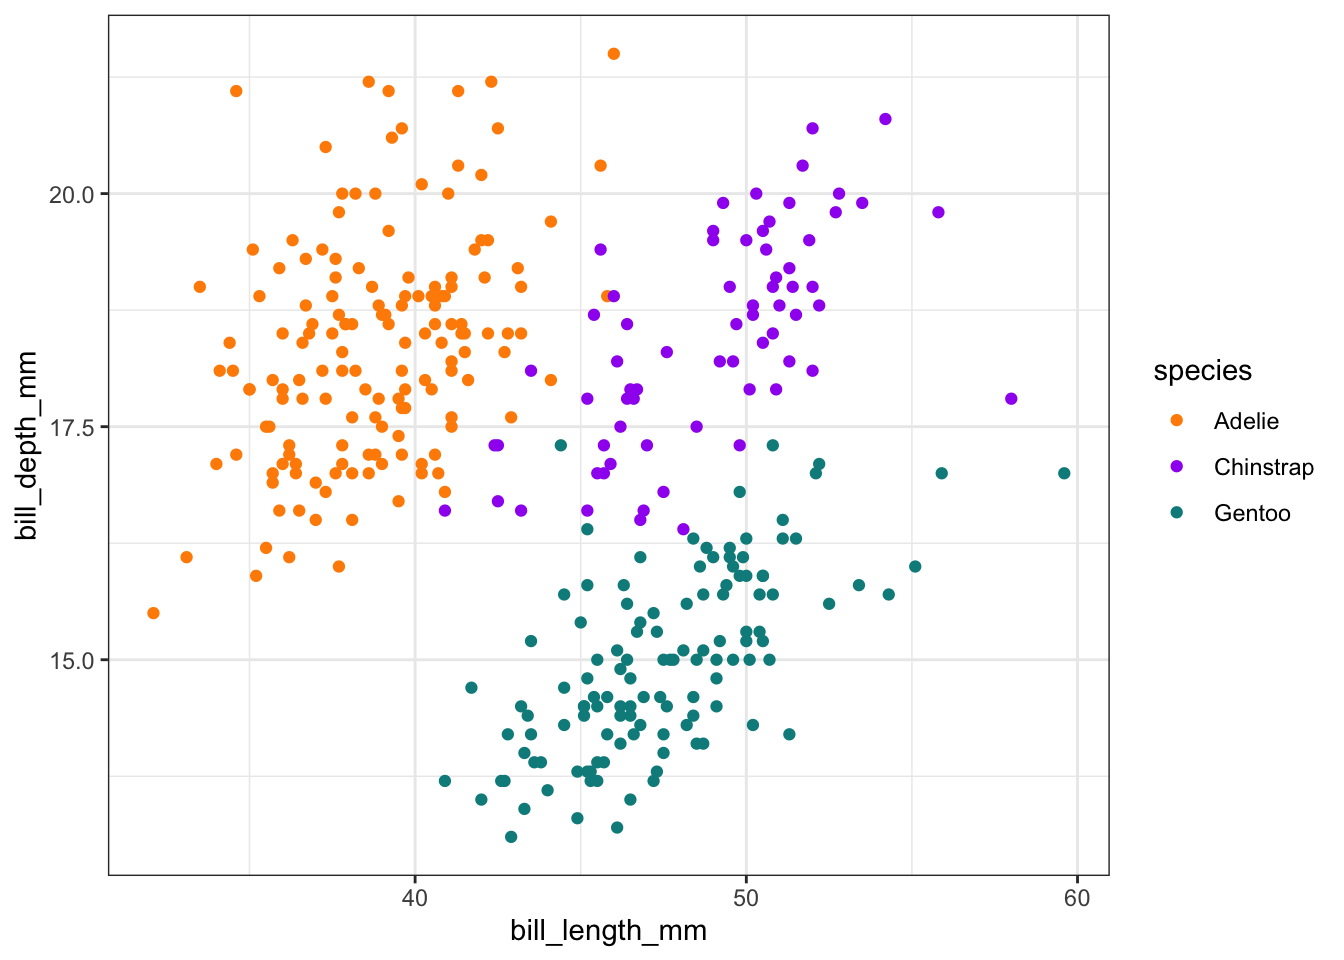 bill_depth_mm
20.0
17.5
15.0
40 50 60
bill_length_mm
species
Adelie
Chinstrap
Gentoo